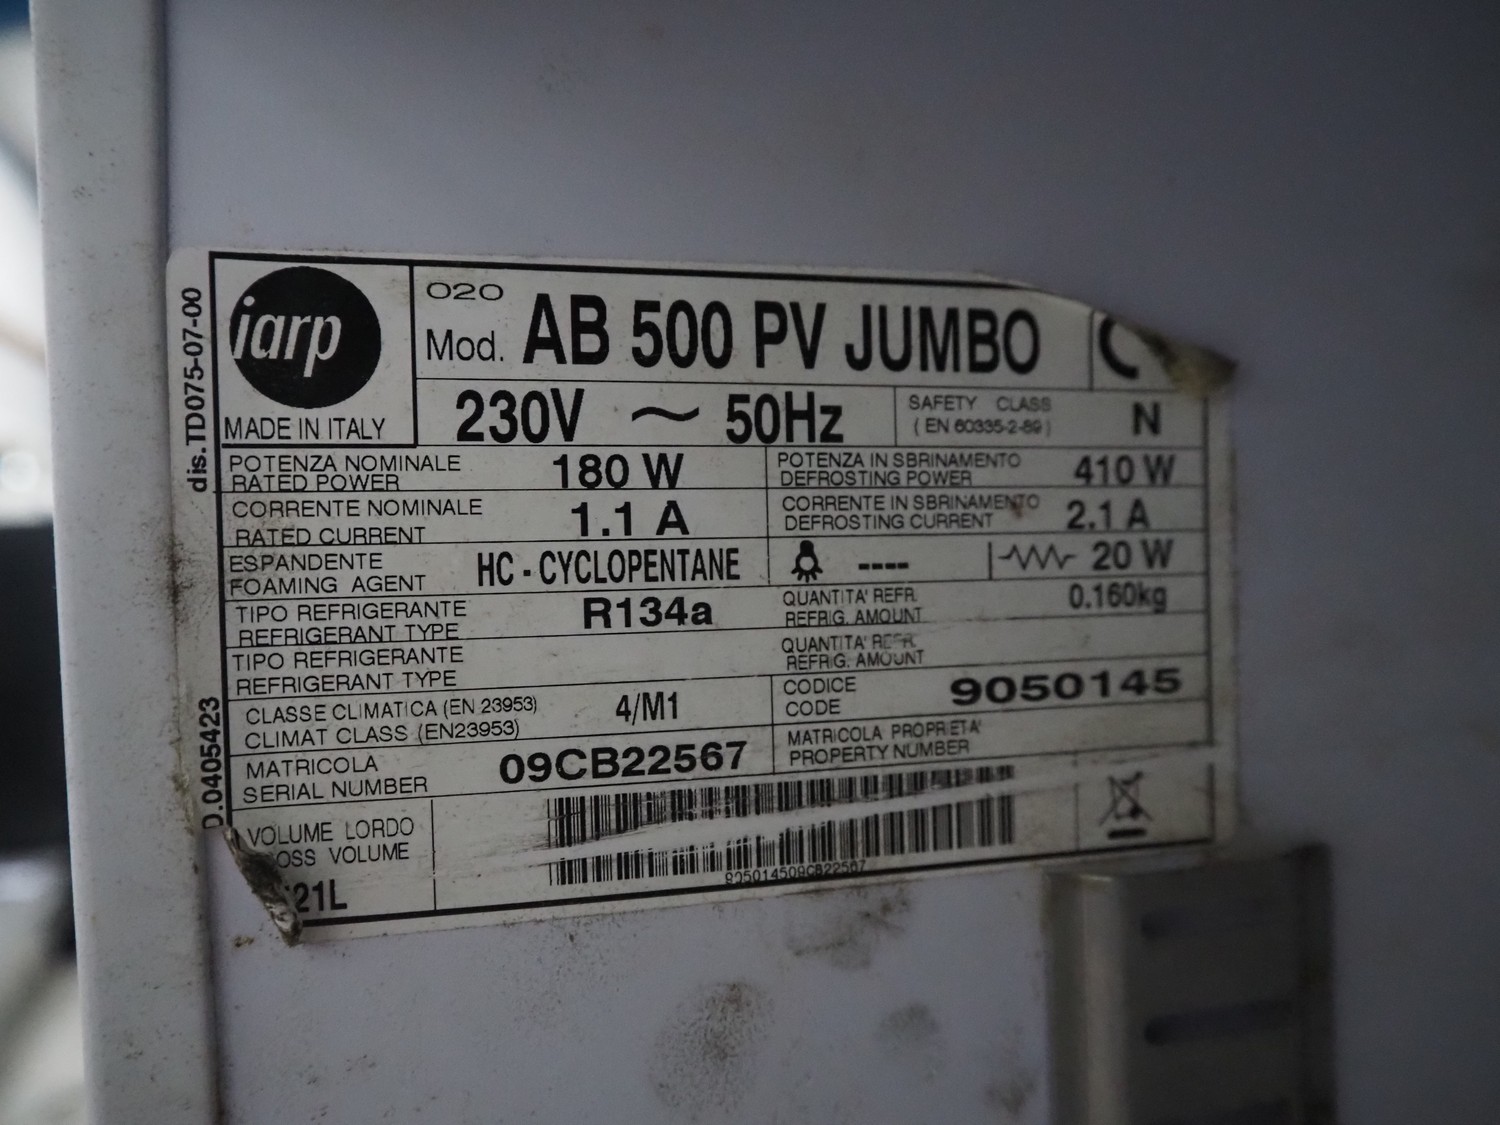 dis.TD075-07-00
iarp
MADE IN ITALY
020
Mod. AB 500 PV JUMBO
230V ~ 50Hz
SAFETY CLASS
(EN 60335-2-89)
N
POTENZA NOMINALE
RATED POWER
180 W
POTENZA IN SBRINAMENTO
DEFROSTING POWER
410 W
CORRENTE NOMINALE
RATED CURRENT
1.1 A
CORRENTE IN SBRINAMENTO
DEFROSTING CURRENT
2.1 A
ESPANDENTE
FOAMING AGENT
HC - CYCLOPENTANE
----
20 W
TIPO REFRIGERANTE
REFRIGERANT TYPE
R134a
QUANTITA' REFR.
REFRIG. AMOUNT
0.160kg
TIPO REFRIGERANTE
REFRIGERANT TYPE
QUANTITA' REFR.
REFRIG. AMOUNT
CLASSE CLIMATICA (EN 23953)
CLIMAT CLASS (EN23953)
4/M1
CODICE
CODE
9050145
MATRICOLA
SERIAL NUMBER
09CB22567
MATRICOLA PROPRIETA'
PROPERTY NUMBER
D.0405423
VOLUME LORDO
OSS VOLUME
21L
905014509CB22567